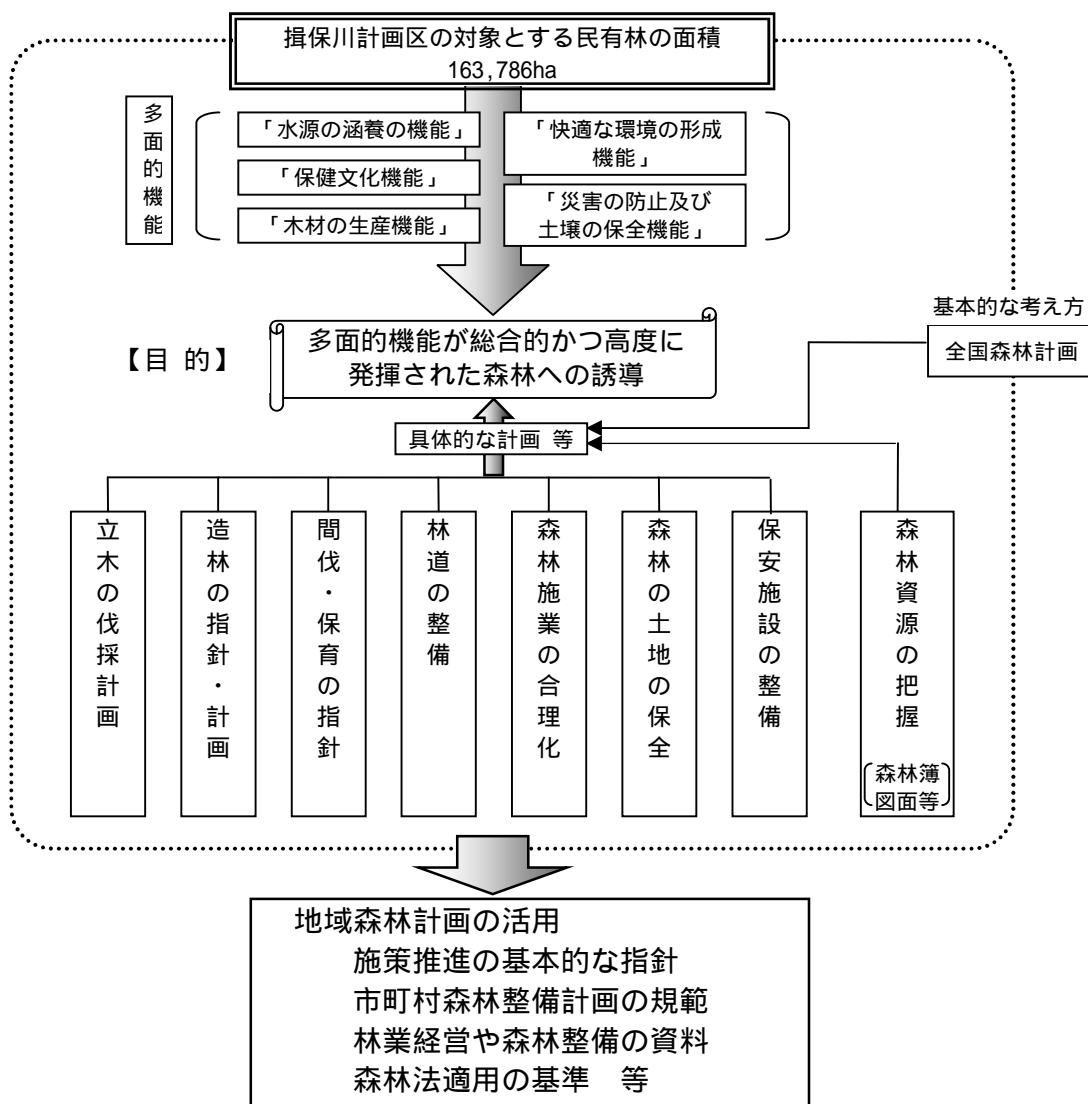 揖保川計画区の対象とする民有林の面積
163,786ha
多面的機能
「水源の涵養の機能」
「保健文化機能」
「木材の生産機能」
「快適な環境の形成
機能」
「災害の防止及び
土壌の保全機能」
【目 的】
多面的機能が総合的かつ高度に
発揮された森林への誘導
基本的な考え方
全国森林計画
具体的な計画 等
立木の伐採計画
造林の指針・計画
間伐・保育の指針
林道の整備
森林施業の合理化
森林の土地の保全
保安施設の整備
森林資源の把握
森林簿
図面等
地域森林計画の活用
施策推進の基本的な指針
市町村森林整備計画の規範
林業経営や森林整備の資料
森林法適用の基準 等